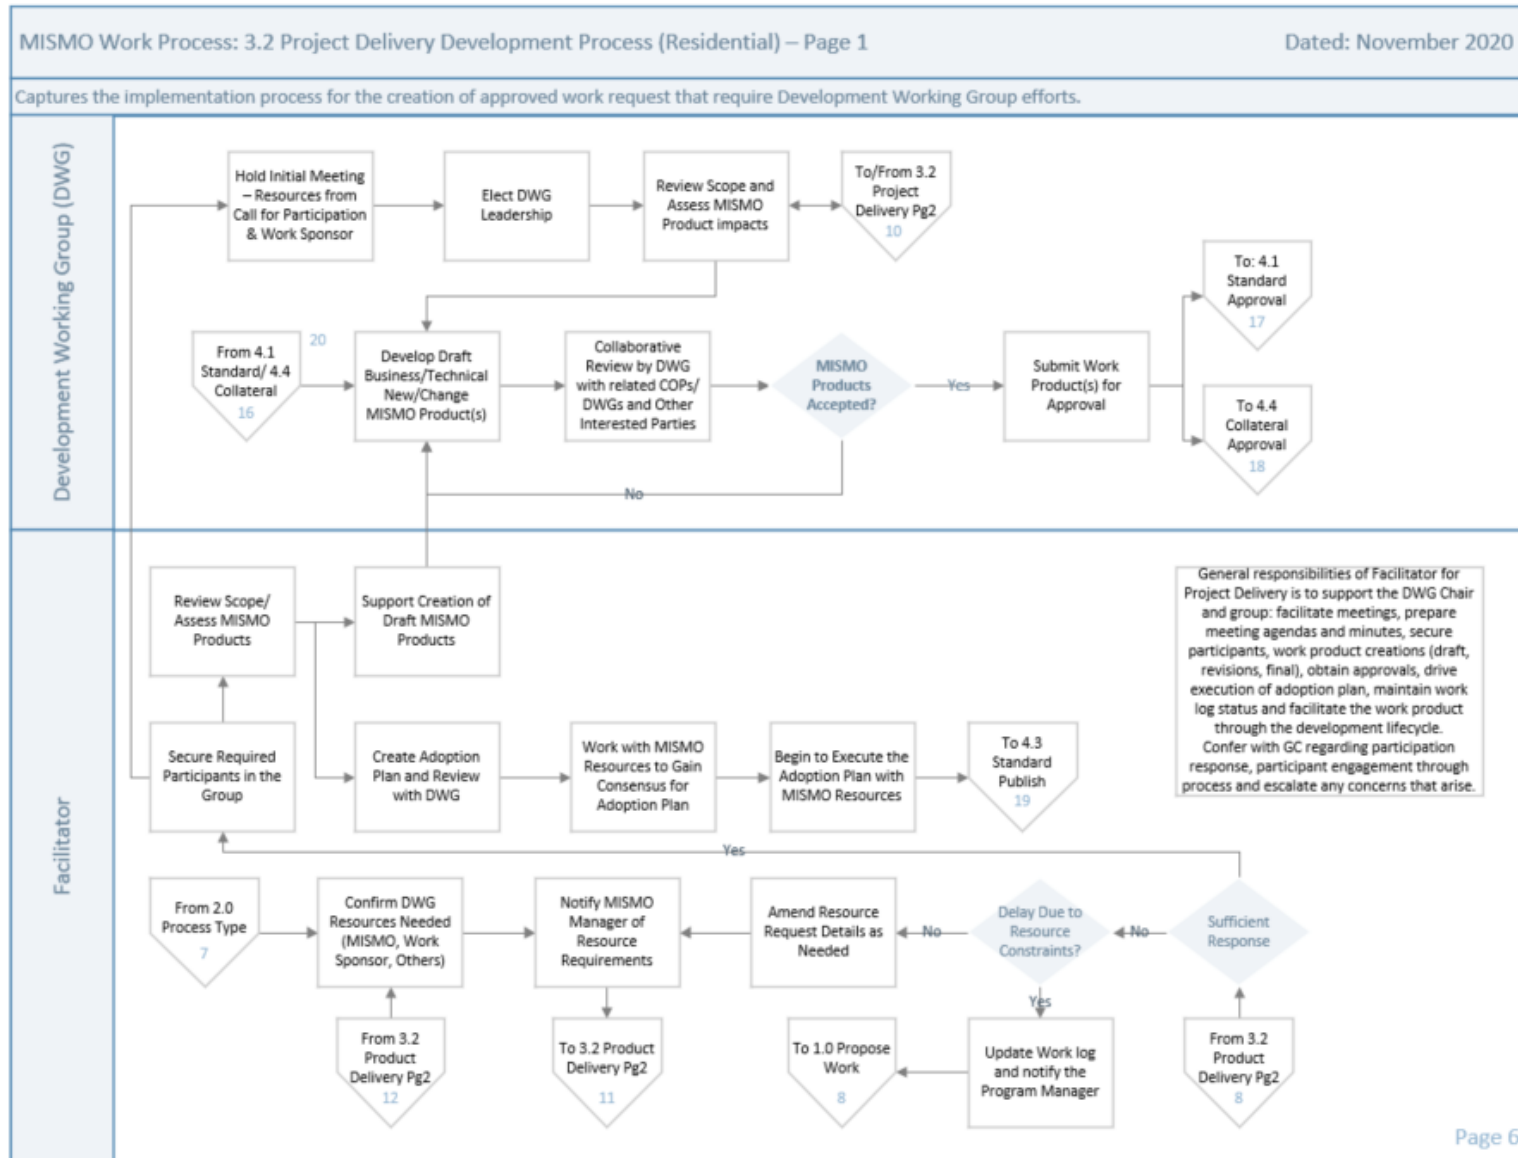 MISMO Work Process: 3.2 Project Delivery Development Process (Residential) – Page 1
Dated: November 2020
Captures the implementation process for the creation of approved work request that require Development Working Group efforts.
Development Working Group (DWG)
Hold Initial Meeting
– Resources from
Call for Participation
& Work Sponsor
Elect DWG
Leadership
Review Scope and
Assess MISMO
Product impacts
To/From 3.2
Project
Delivery Pg2
10
To: 4.1
Standard
Approval
17
From 4.1
Standard/ 4.4
Collateral
16
20
Develop Draft
Business/Technical
New/Change
MISMO Product(s)
Collaborative
Review by DWG
with related COPs/
DWGs and Other
Interested Parties
MISMO
Products
Accepted?
Yes
Submit Work
Product(s) for
Approval
To 4.4
Collateral
Approval
18
No
Facilitator
Review Scope/
Assess MISMO
Products
Support Creation of
Draft MISMO
Products
General responsibilities of Facilitator for
Project Delivery is to support the DWG Chair
and group: facilitate meetings, prepare
meeting agendas and minutes, secure
participants, work product creations (draft,
revisions, final), obtain approvals, drive
execution of adoption plan, maintain work
log status and facilitate the work product
through the development lifecycle.
Confer with GC regarding participation
response, participant engagement through
process and escalate any concerns that arise.
Secure Required
Participants in the
Group
Create Adoption
Plan and Review
with DWG
Work with MISMO
Resources to Gain
Consensus for
Adoption Plan
Begin to Execute the
Adoption Plan with
MISMO Resources
To 4.3
Standard
Publish
19
Yes
From 2.0
Process Type
7
Confirm DWG
Resources Needed
(MISMO, Work
Sponsor, Others)
Notify MISMO
Manager of
Resource
Requirements
Amend Resource
Request Details as
Needed
No
Delay Due to
Resource
Constraints?
No
Sufficient
Response
Yes
From 3.2
Product
Delivery Pg2
12
To 3.2 Product
Delivery Pg2
11
To 1.0 Propose
Work
8
Update Work log
and notify the
Program Manager
From 3.2
Product
Delivery Pg2
8
Page 6